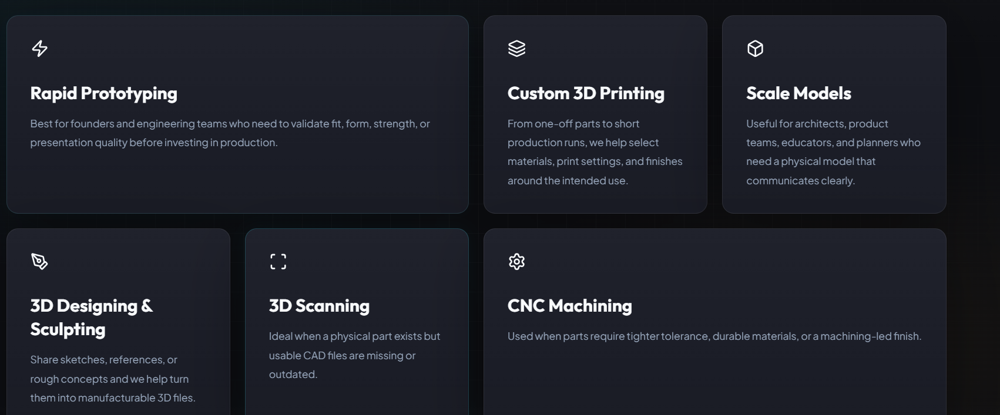 Rapid Prototyping
Best for founders and engineering teams who need to validate fit, form, strength, or
presentation quality before investing in production.
Custom 3D Printing
From one-off parts to short
production runs, we help select
materials, print settings, and finishes
around the intended use.
Scale Models
Useful for architects, product
teams, educators, and planners who
need a physical model that
communicates clearly.
3D Designing &
Sculpting
Share sketches, references, or
rough concepts and we help turn
them into manufacturable 3D files.
3D Scanning
Ideal when a physical part exists but
usable CAD files are missing or
outdated.
CNC Machining
Used when parts require tighter tolerance, durable materials, or a machining-led finish.